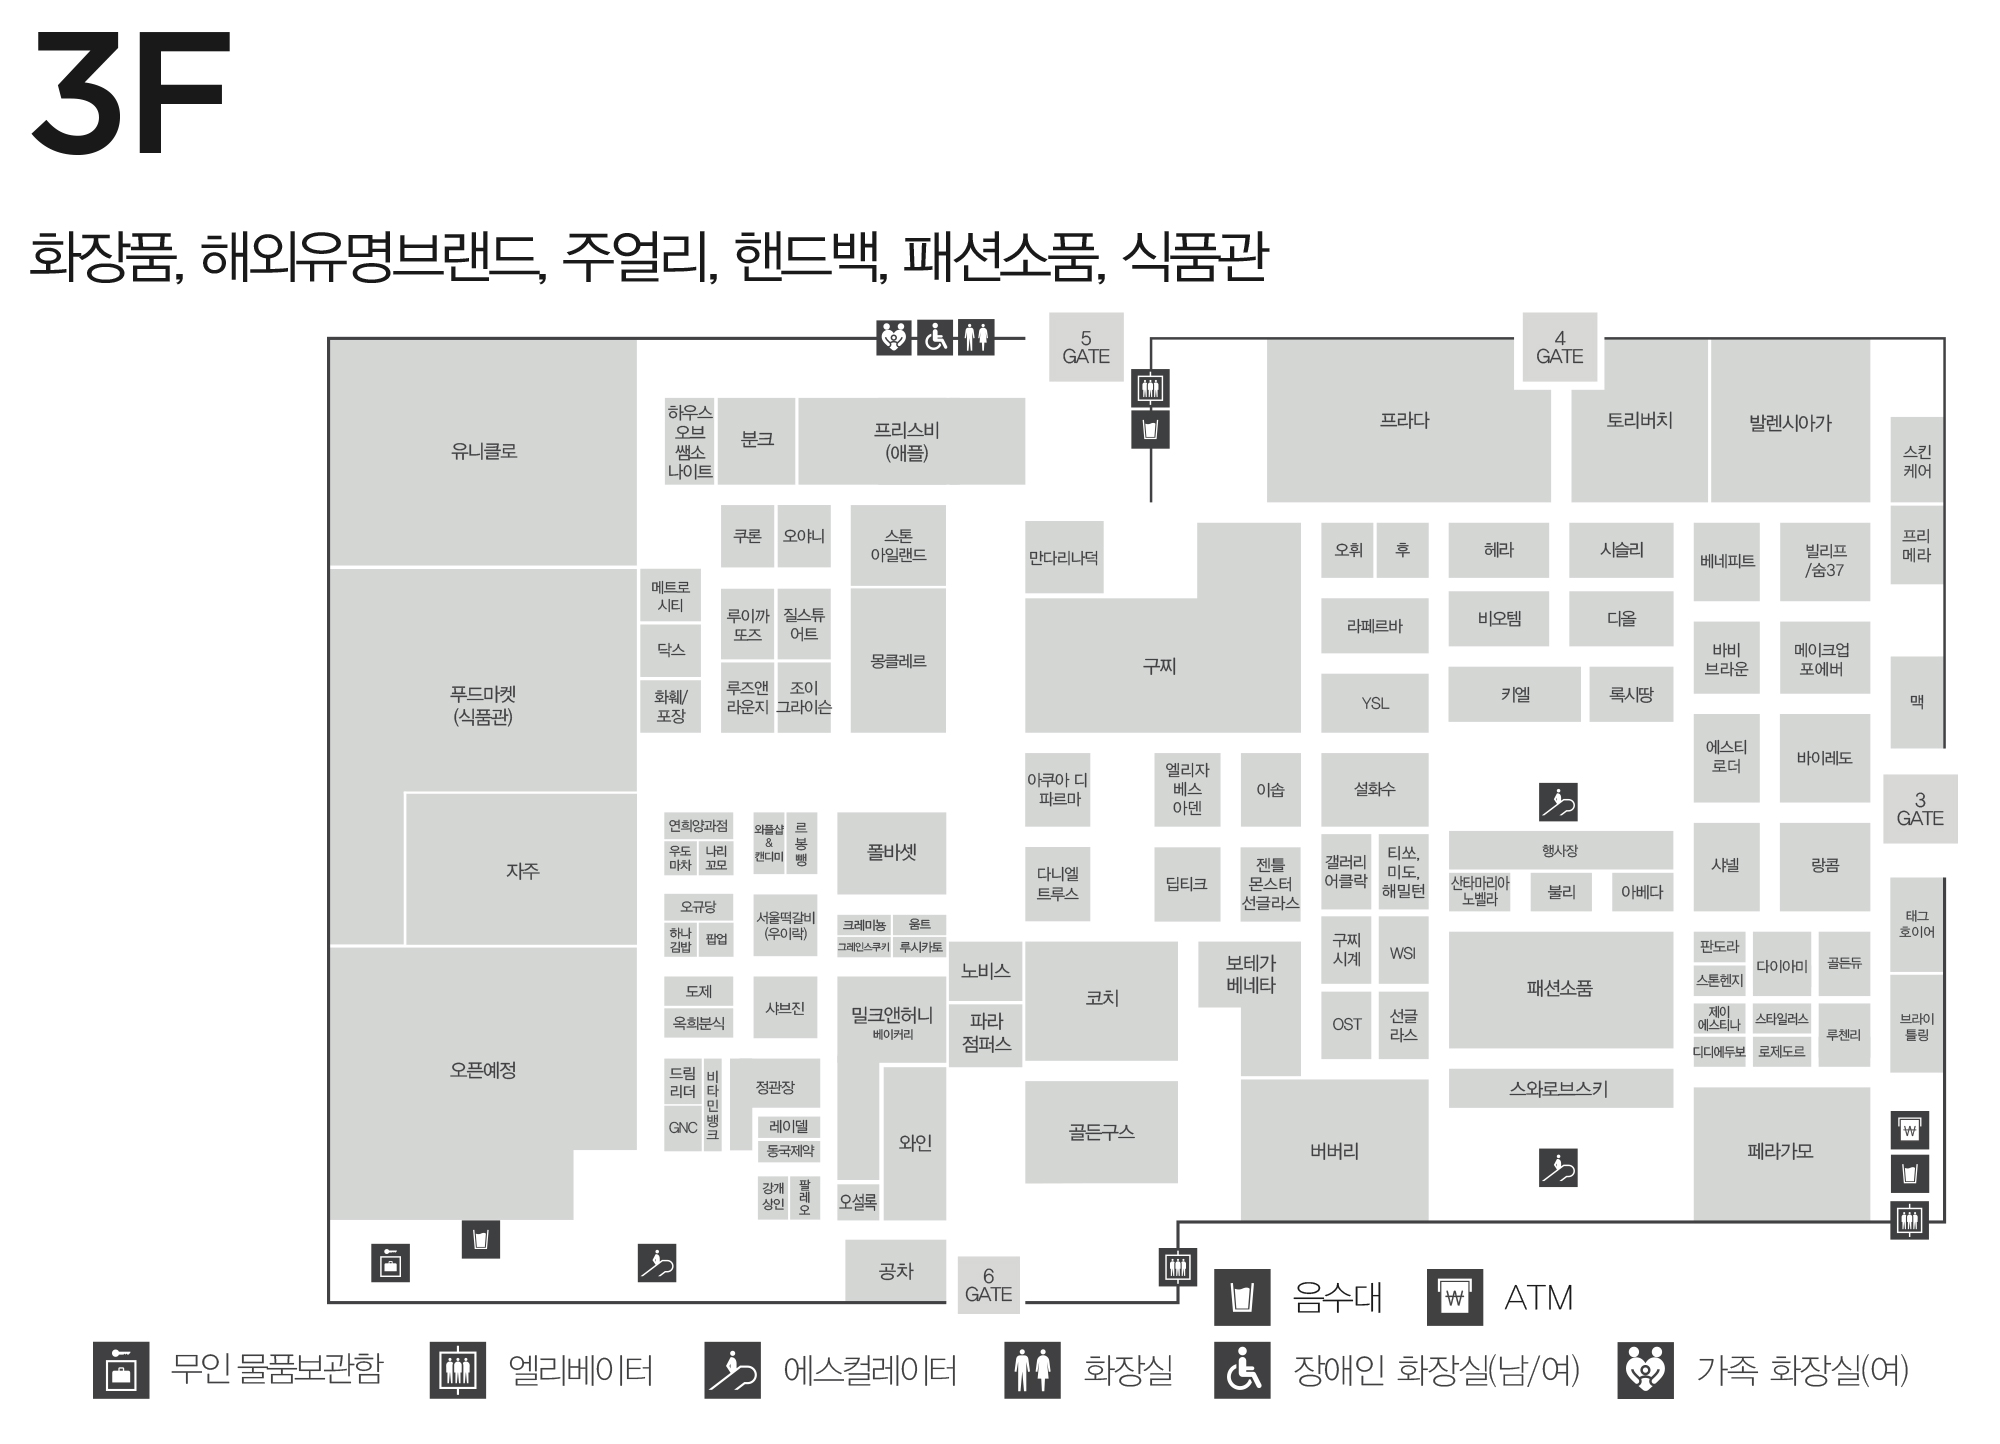 3F
화장품, 해외유명브랜드, 주얼리, 핸드백, 패션소품, 식품관
5
GATE
4
GATE
유니클로
하우스
오브
쌤소
나이트
분크
프리스비
(애플)
프라다
토리버치
발렌시아가
스킨
케어
쿠론
오야니
스톤
아일랜드
만다리나덕
오휘
후
헤라
시슬리
베네피트
빌리프
/숨37
프리
메라
메트로
시티
닥스
화훼/
포장
루이까
또즈
질스튜
어트
루즈앤
라운지
조이
그라이슨
몽클레르
구찌
라페르바
YSL
비오템
디올
키엘
록시땅
바비
브라운
메이크업
포에버
맥
푸드마켓
(식품관)
아쿠아 디
파르마
엘리자
베스
아덴
이솝
설화수
에스티
로더
바이레도
3
GATE
자주
연희양과점
우도
마차
나리
꼬모
와플샵
&
캔디미
르
봉
뺑
폴바셋
다니엘
트루스
딥티크
젠틀
몬스터
선글라스
갤러리
어클락
티쏘,
미도,
해밀턴
행사장
산타마리아
노벨라
불리
아베다
샤넬
랑콤
오규당
하나
김밥
팝업
서울떡갈비
(우이락)
크레미뇽
움트
그레인스쿠키
루시카토
노비스
코치
보테가
베네타
구찌
시계
WSI
패션소품
판도라
스톤헨지
다이아미
골든듀
태그
호이어
도제
옥희분식
샤브진
밀크앤허니
베이커리
파라
점퍼스
OST
선글
라스
제이
에스티나
스타일러스
루첸리
디디에두보
로제도르
브라이
틀링
오픈예정
드림
리더
비
타
민
뱅
크
GNC
정관장
레이델
동국제약
강개
상인
팔
레
오
와인
오설록
골든구스
버버리
스와로브스키
페라가모
공차
6
GATE
음수대
ATM
무인 물품보관함
엘리베이터
에스컬레이터
화장실
장애인 화장실(남/여)
가족 화장실(여)